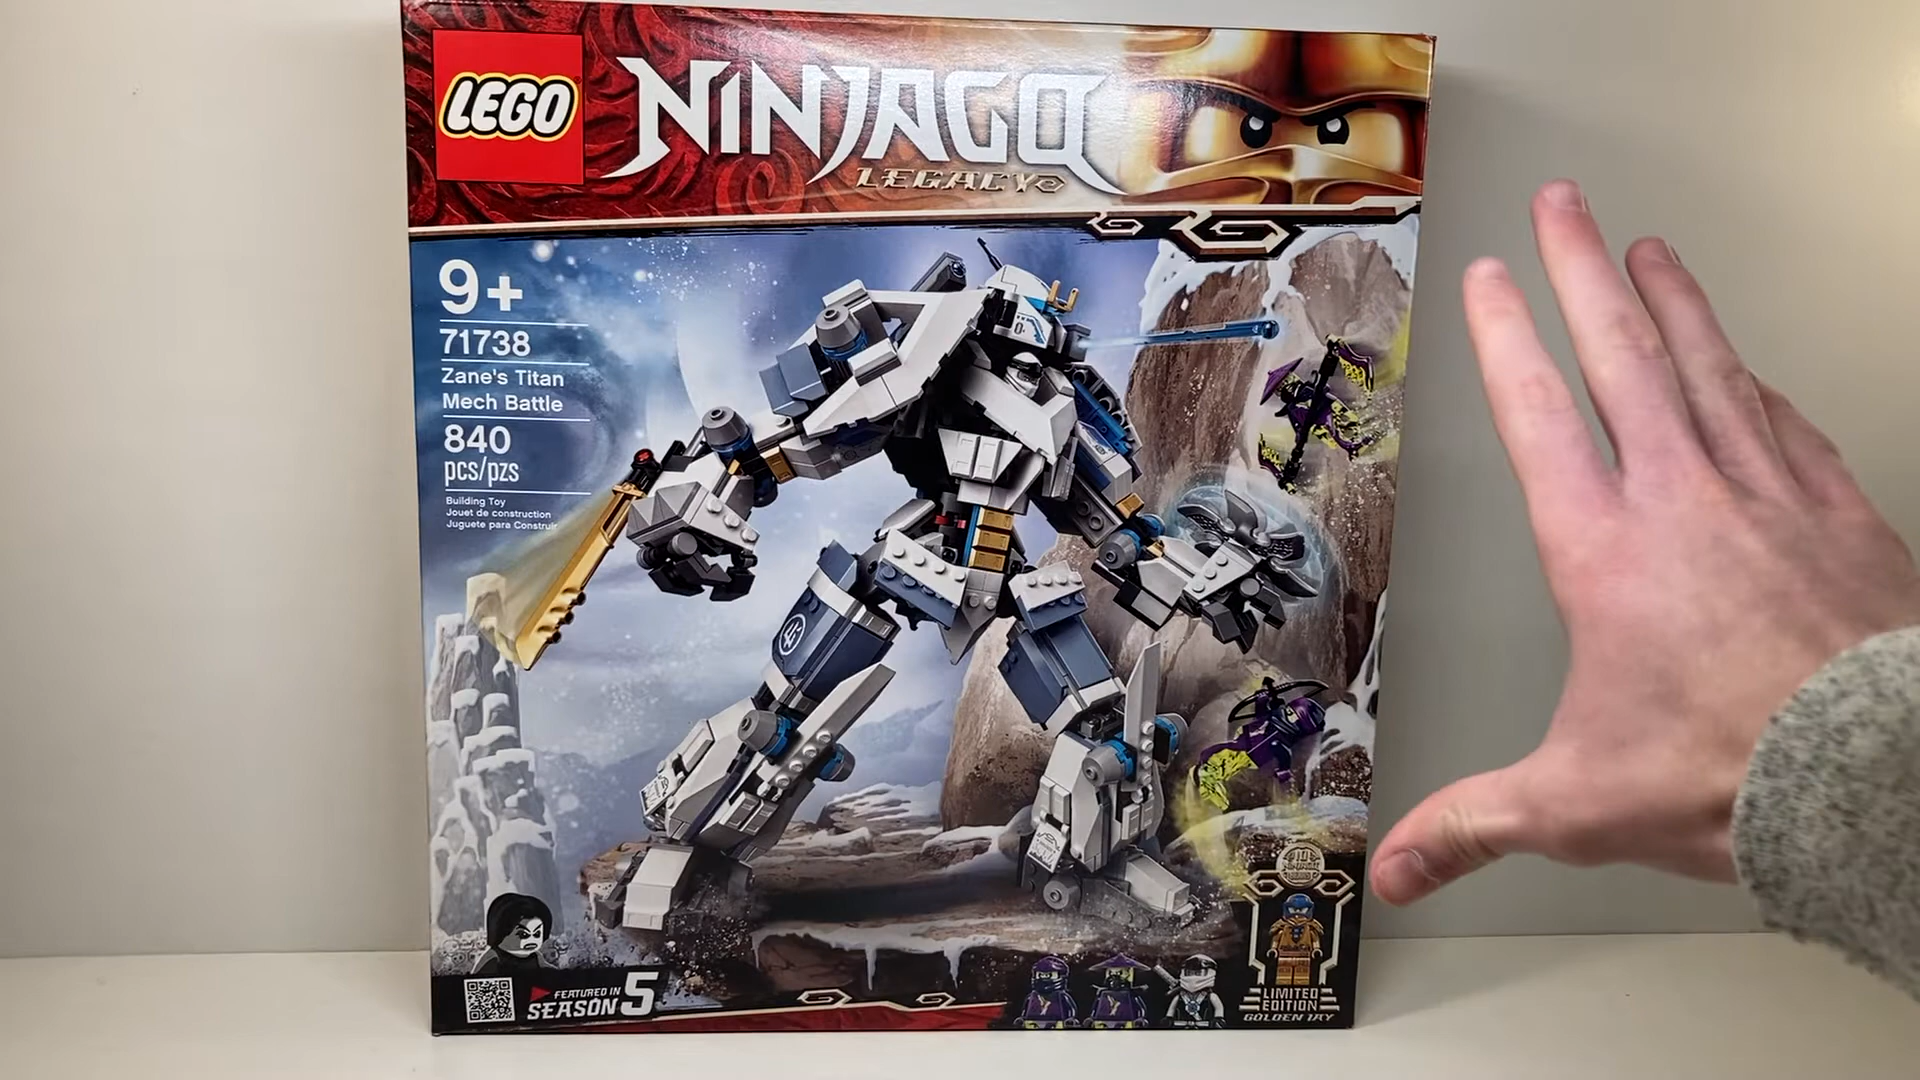 LEGO
NINJAGO
LEGACY
9+
71738
Zane's Titan
Mech Battle
840
pcs/pzs
Building Toy
Jouet de construction
Juguete para Construir
FEATURED IN
SEASON 5
LIMITED
EDITION
GOLDEN JAY